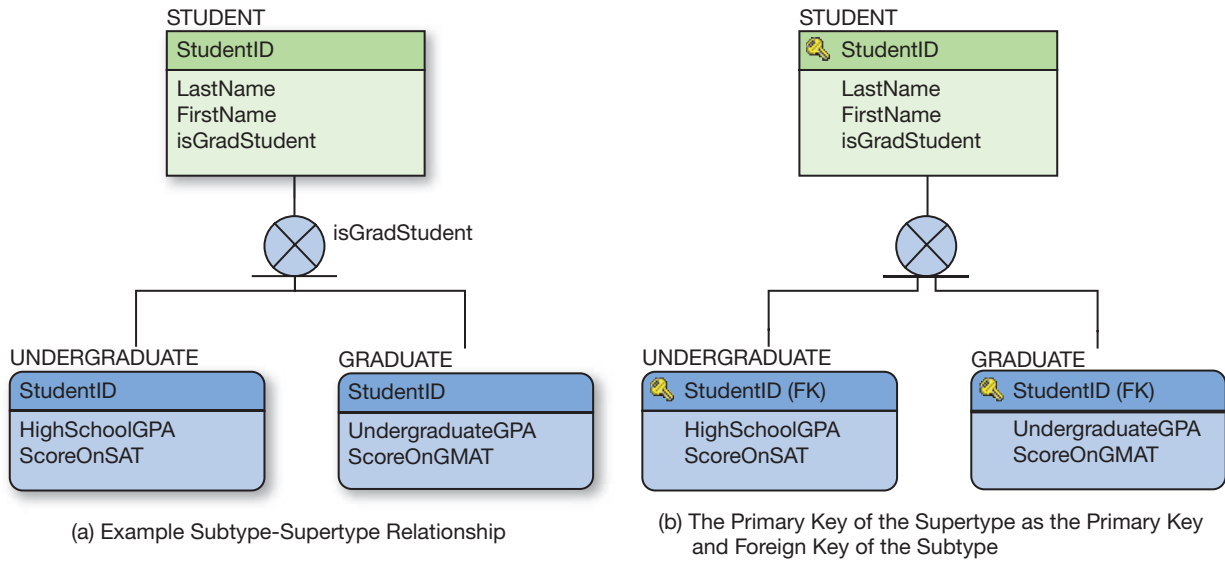 STUDENT
StudentID
LastName
FirstName
isGradStudent
isGradStudent
UNDERGRADUATE
StudentID
HighSchoolGPA
ScoreOnSAT
GRADUATE
StudentID
UndergraduateGPA
ScoreOnGMAT
(a) Example Subtype-Supertype Relationship
STUDENT
StudentID
LastName
FirstName
isGradStudent
UNDERGRADUATE
StudentID (FK)
HighSchoolGPA
ScoreOnSAT
GRADUATE
StudentID (FK)
UndergraduateGPA
ScoreOnGMAT
(b) The Primary Key of the Supertype as the Primary Key
and Foreign Key of the Subtype